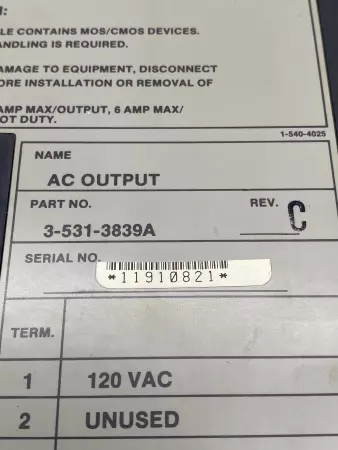 :
LE CONTAINS MOS/CMOS DEVICES.
ANDLING IS REQUIRED.
AMAGE TO EQUIPMENT, DISCONNECT
ORE INSTALLATION OR REMOVAL OF
AMP MAX/OUTPUT, 6 AMP MAX/
OT DUTY.
1-540-4025
NAME
AC OUTPUT
PART NO.
REV.
3-531-3839A
C
SERIAL NO.
*11910821*
TERM.
1 120 VAC
2 UNUSED